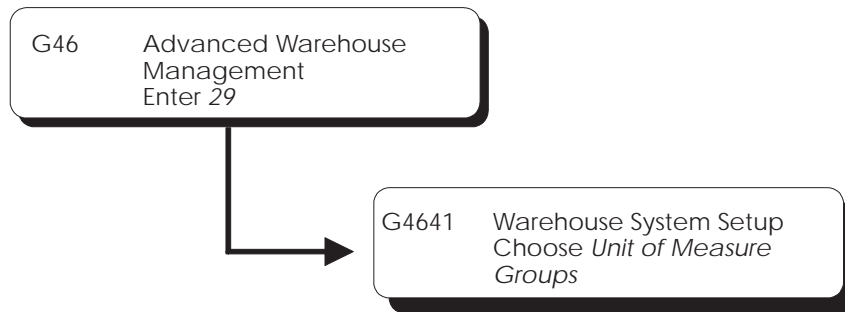 G46 Advanced Warehouse
Management
Enter 29
G4641 Warehouse System Setup
Choose Unit of Measure
Groups